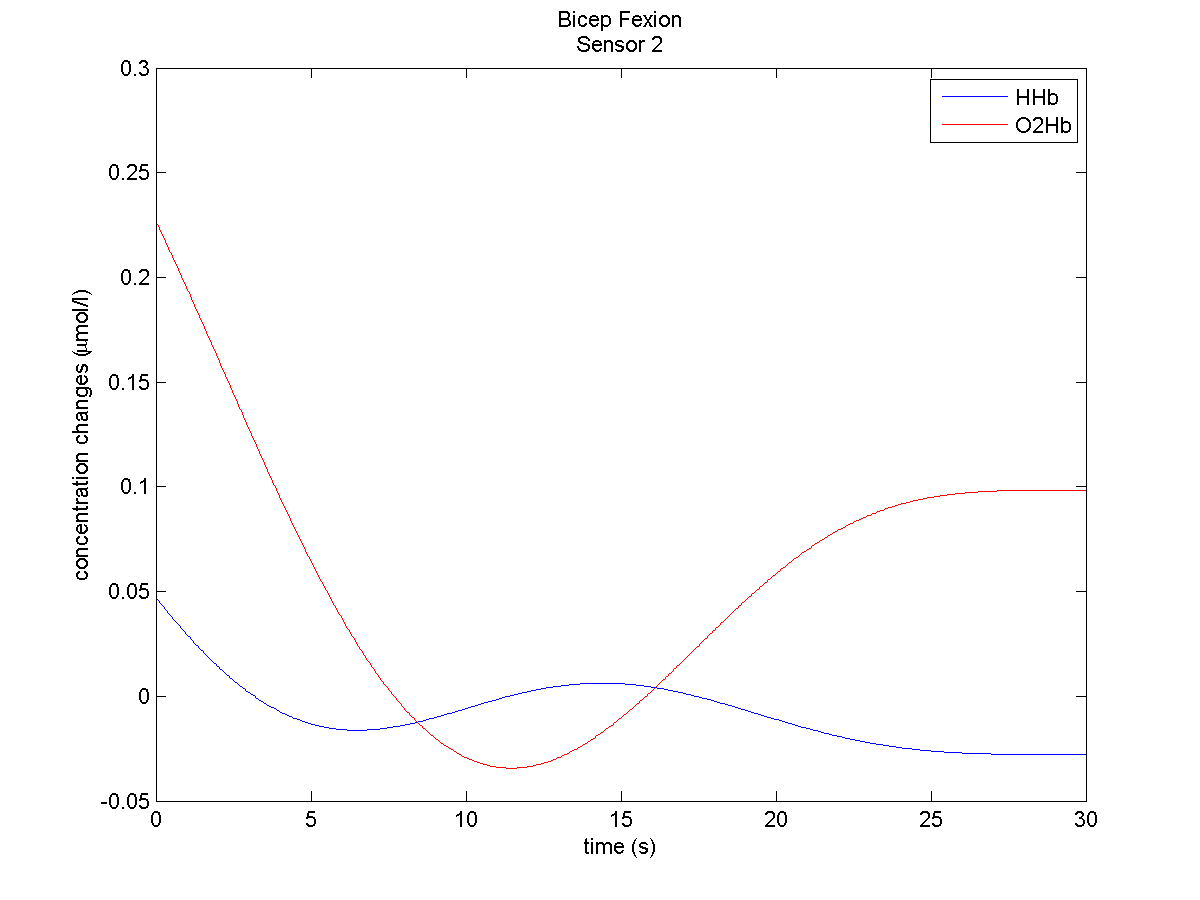 Bicep Fexion
Sensor 2
0.3
0.25
0.2
0.15
0.1
0.05
0
-0.05
concentration changes (μmol/l)
HHb
O2Hb
0 5 10 15 20 25 30
time (s)